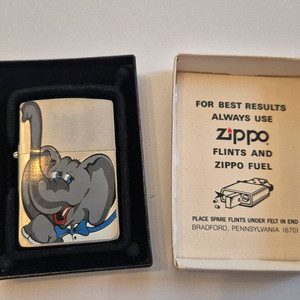 FOR BEST RESULTS
ALWAYS USE
Zippo
FLINTS AND
ZIPPO FUEL
PLACE SPARE FLINTS UNDER FELT IN END
BRADFORD, PENNSYLVANIA 16701